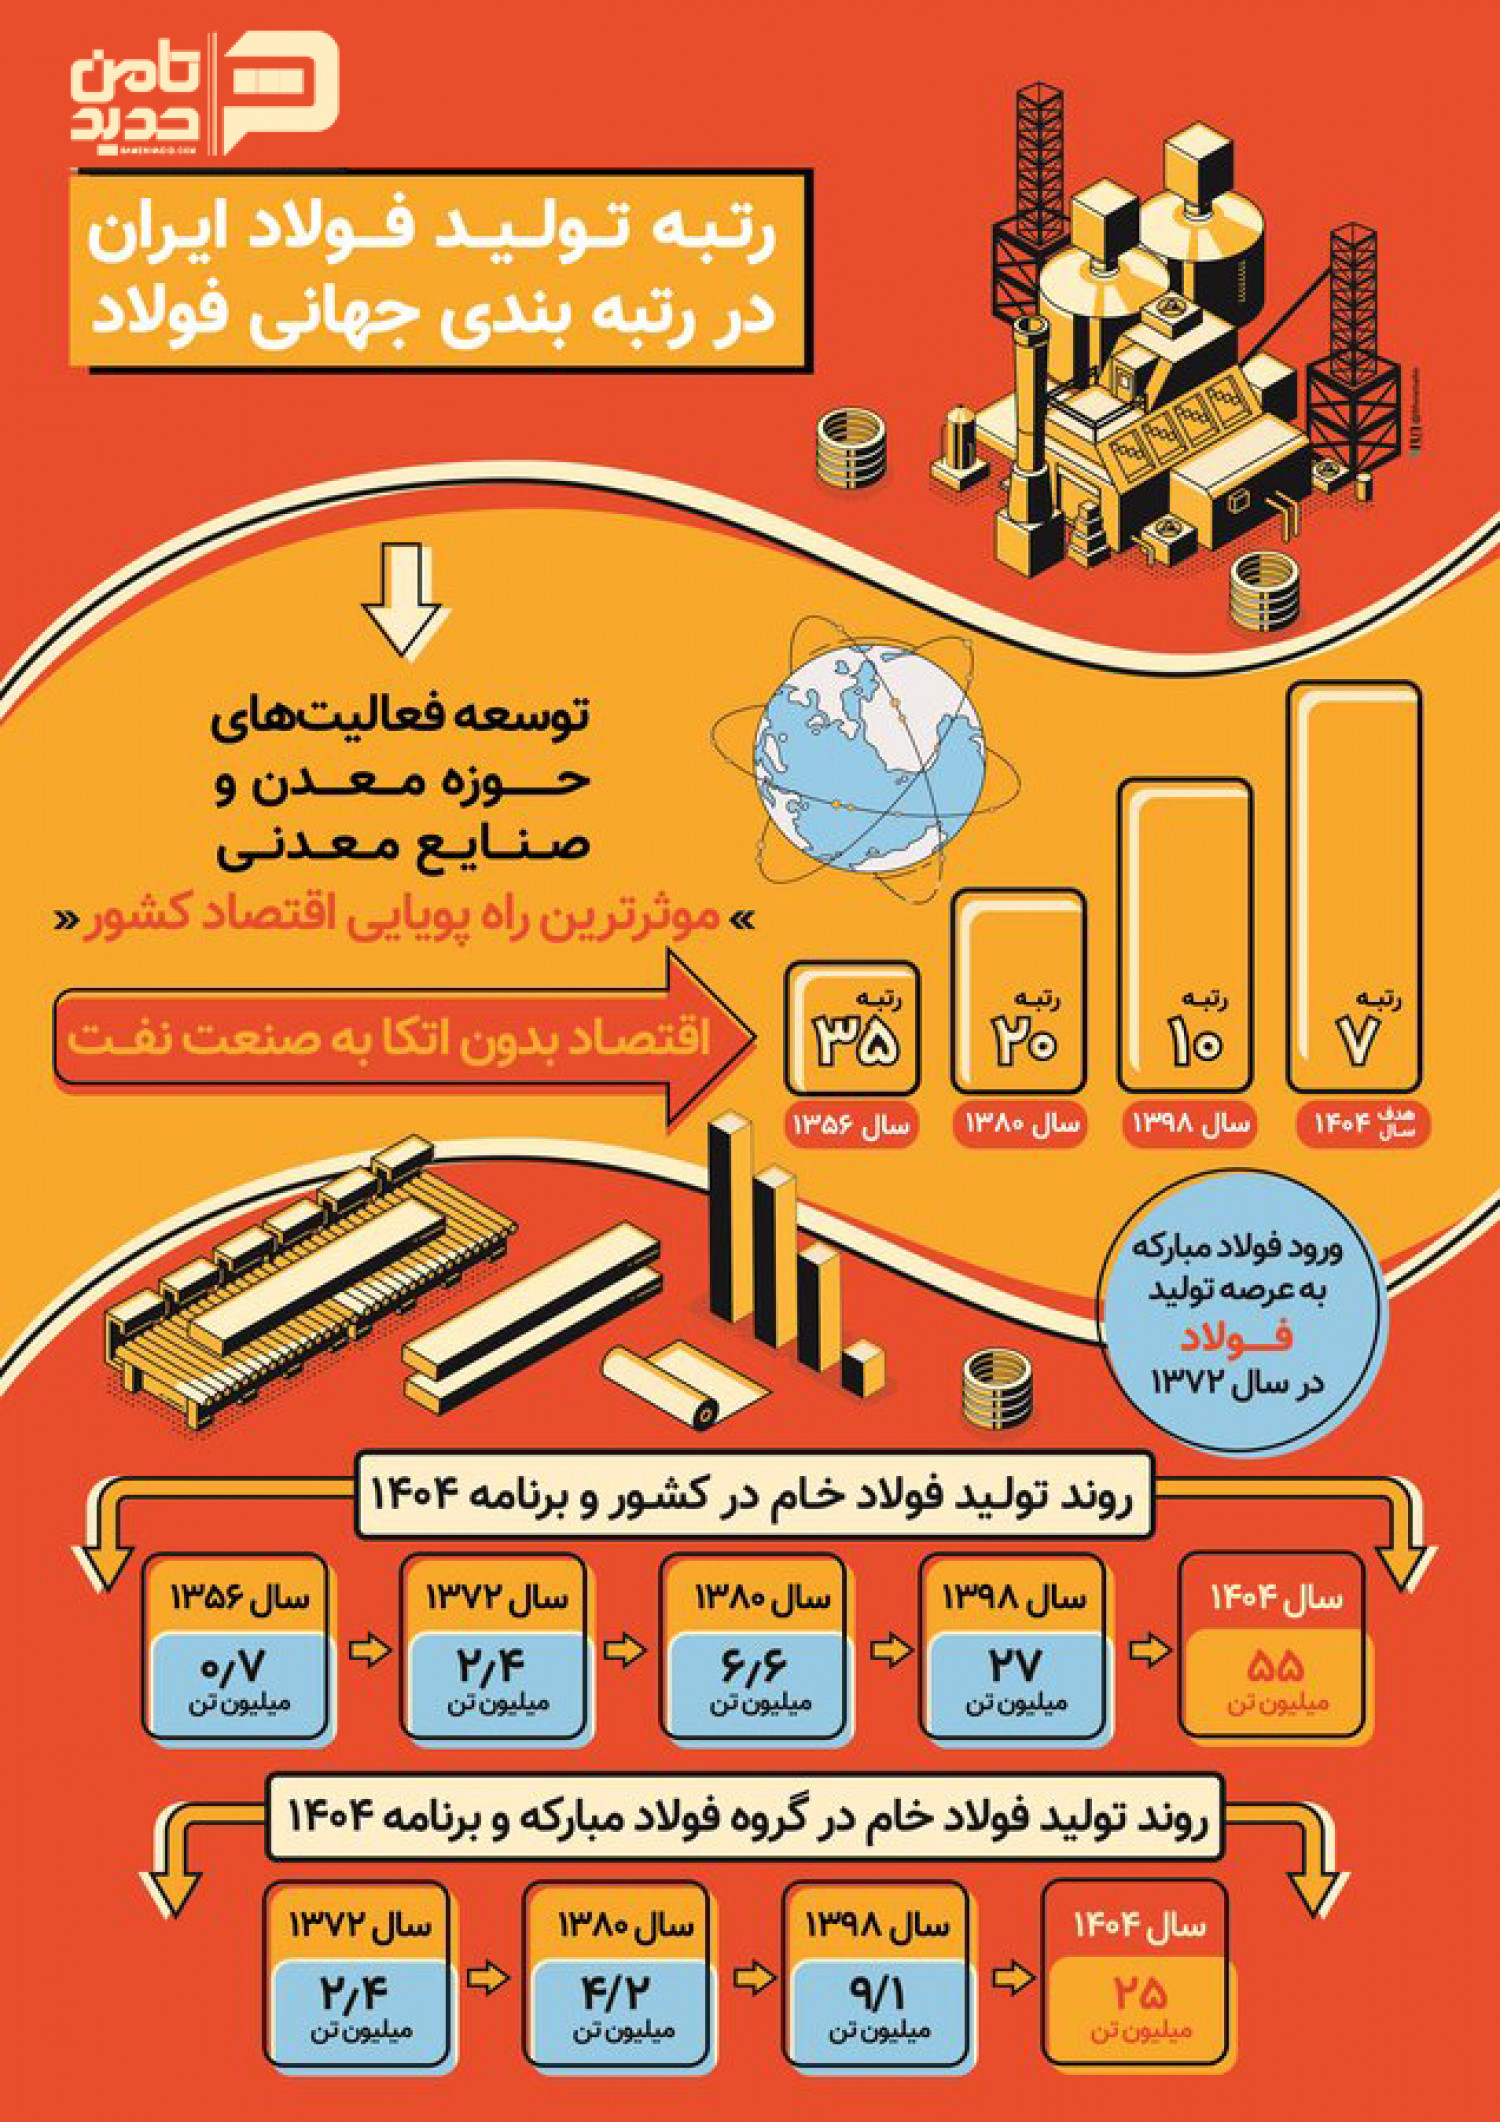 تامن
حدید
رتبه تولید فولاد ایران
در رتبه بندی جهانی فولاد
توسعه فعالیت‌های
حوزه معدن و
صنایع معدنی
» موثرترین راه پویایی اقتصاد کشور «
اقتصاد بدون اتکا به صنعت نفت
رتبه
۳۵
سال ۱۳۵۶
رتبه
۲۰
سال ۱۳۸۰
رتبه
۱۰
سال ۱۳۹۸
رتبه
۷
هدف
سال ۱۴۰۴
ورود فولاد مبارکه
به عرصه تولید
فولاد
در سال ۱۳۷۲
روند تولید فولاد خام در کشور و برنامه ۱۴۰۴
سال ۱۳۵۶
۰٫۷
میلیون تن
سال ۱۳۷۲
۲٫۴
میلیون تن
سال ۱۳۸۰
۶٫۶
میلیون تن
سال ۱۳۹۸
۲۷
میلیون تن
سال ۱۴۰۴
۵۵
میلیون تن
روند تولید فولاد خام در گروه فولاد مبارکه و برنامه ۱۴۰۴
سال ۱۳۷۲
۲٫۴
میلیون تن
سال ۱۳۸۰
۴/۲
میلیون تن
سال ۱۳۹۸
۹/۱
میلیون تن
سال ۱۴۰۴
۲۵
میلیون تن